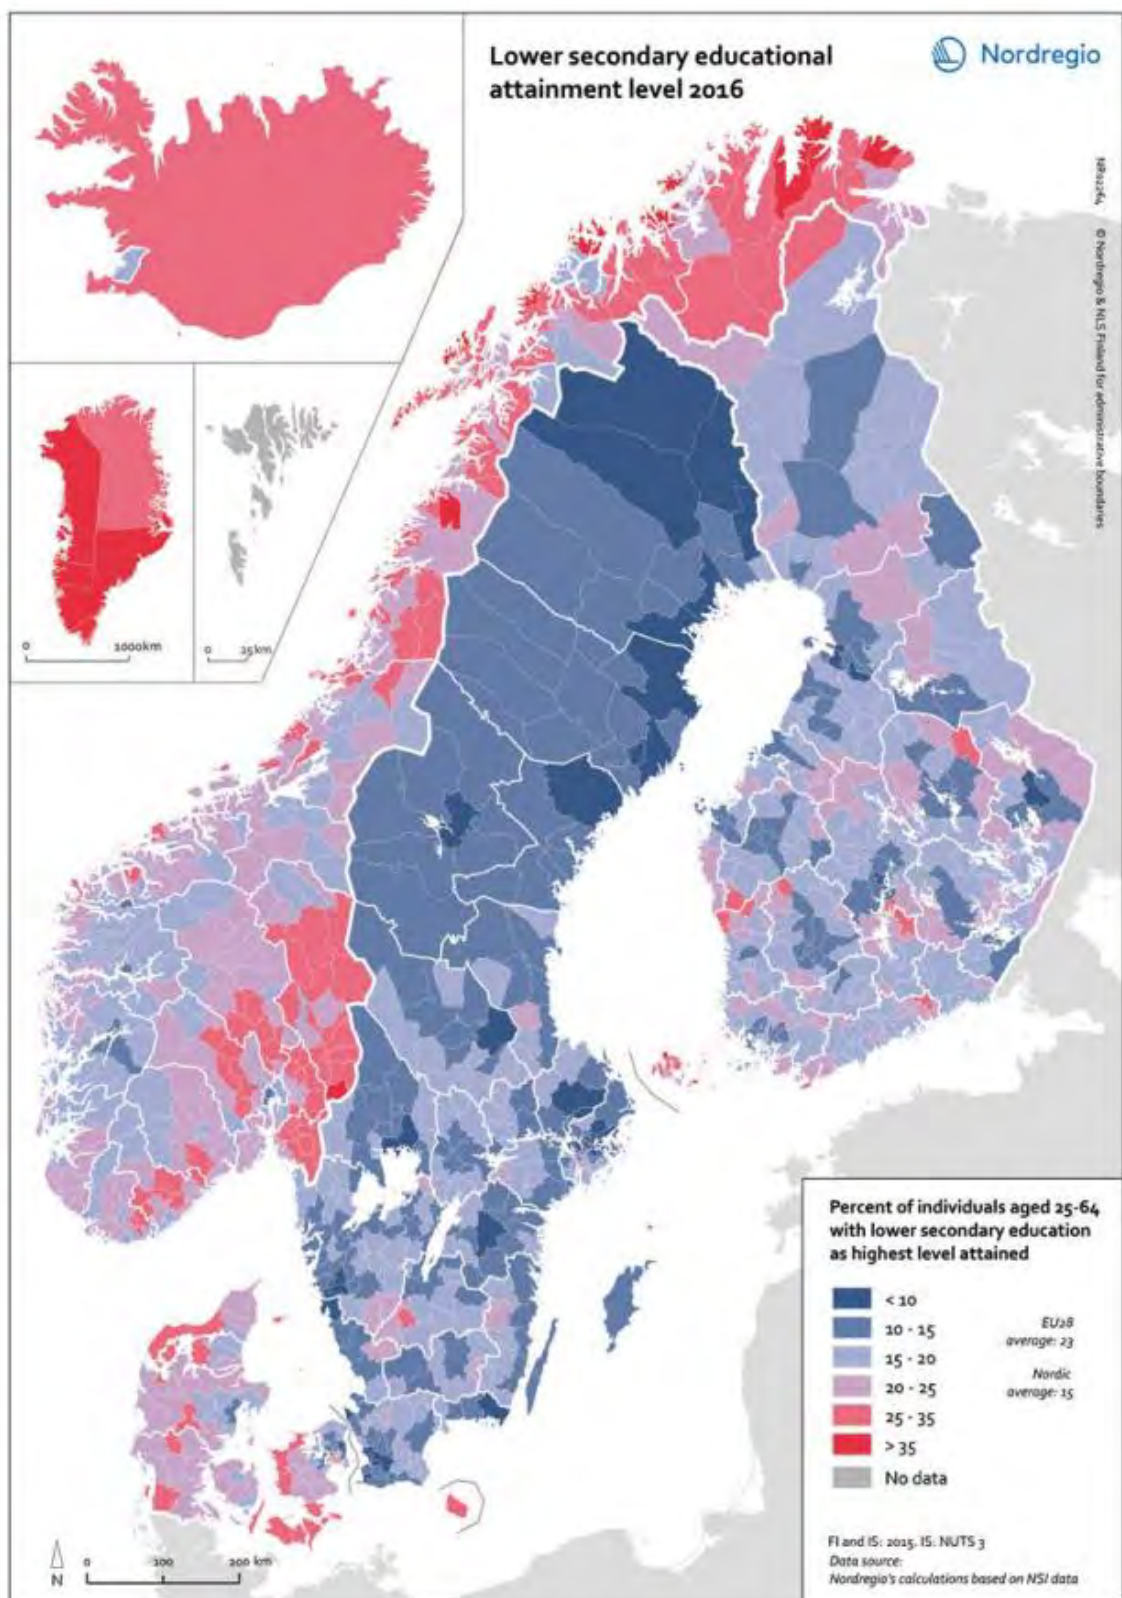 Lower secondary educational
attainment level 2016
Nordregio
NR02264 © Nordregio & NLS Finland for administrative boundaries
0 1000km
0 25km
Percent of individuals aged 25-64
with lower secondary education
as highest level attained
< 10
10 - 15
15 - 20
20 - 25
25 - 35
> 35
No data
EU28
average: 23
Nordic
average: 15
FI and IS: 2015. IS: NUTS 3
Data source:
Nordregio's calculations based on NSI data
N
0 100 200 km